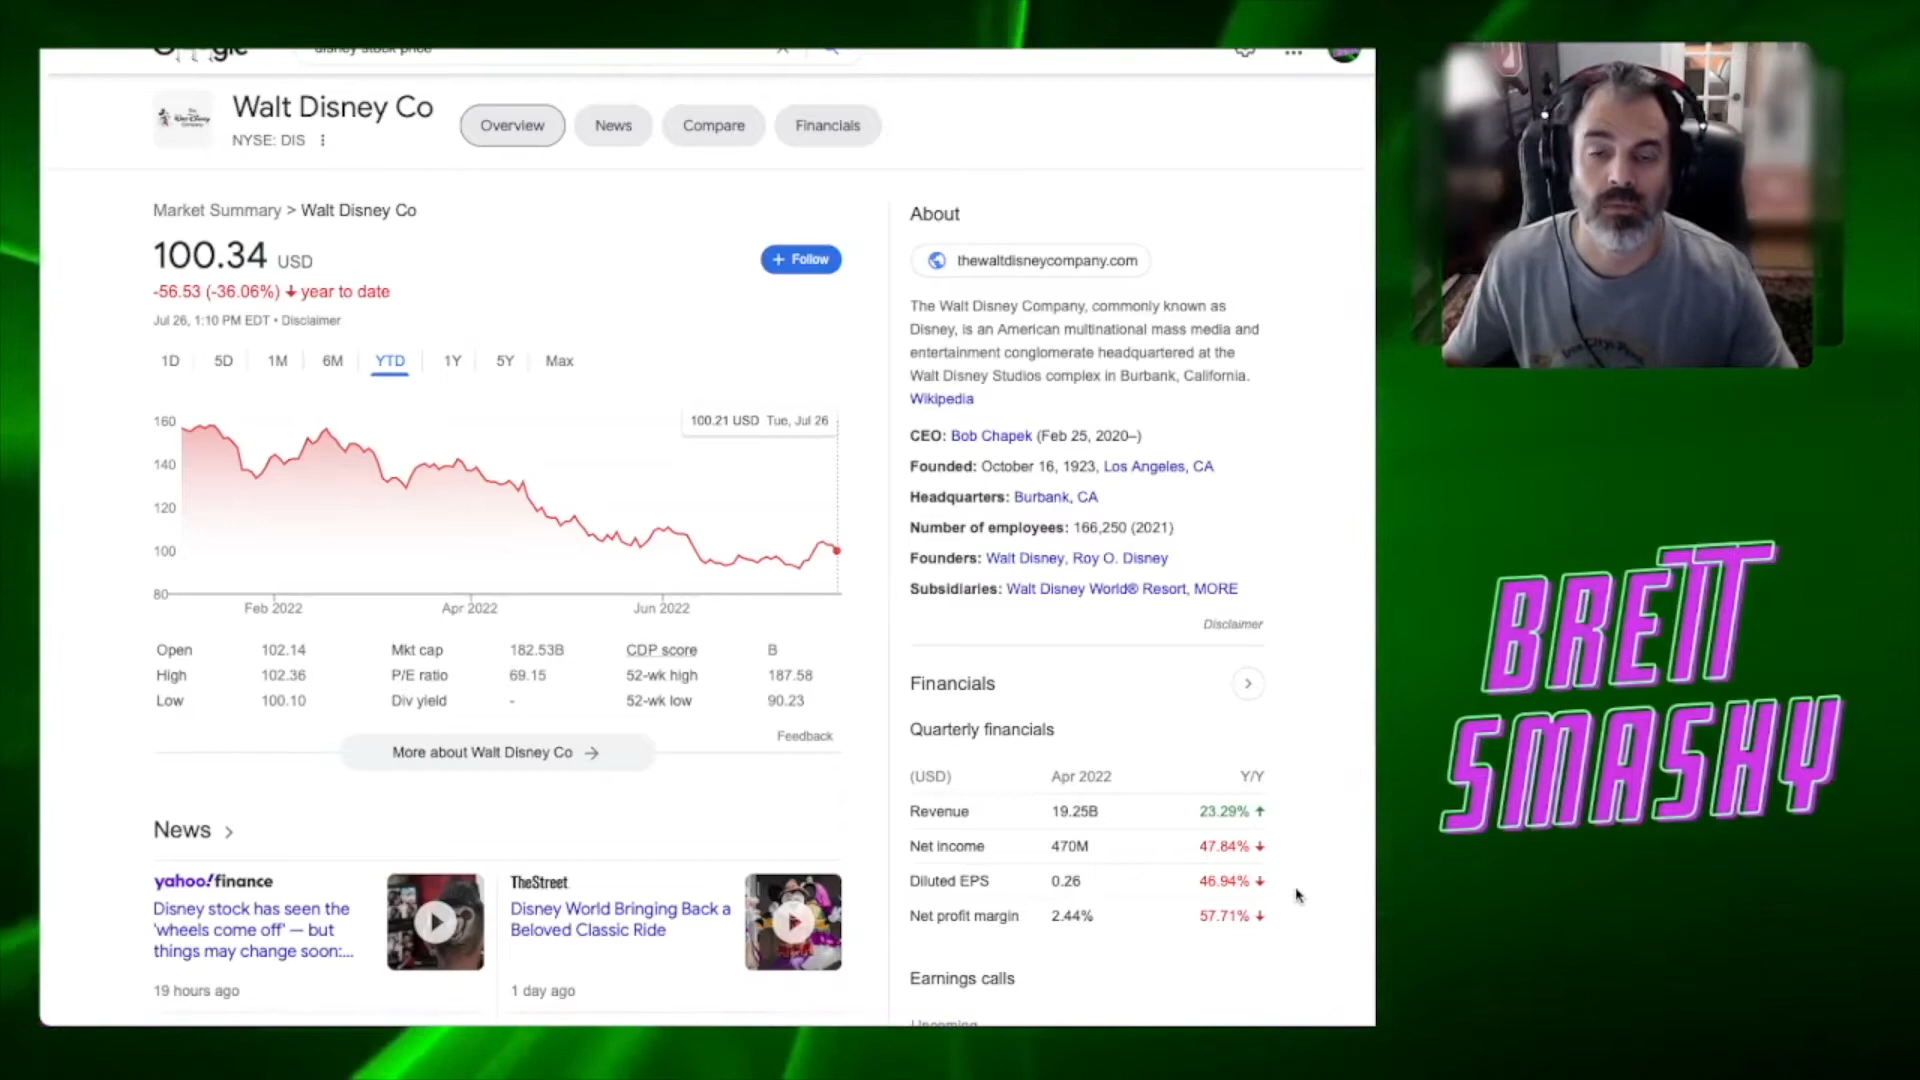 disney stock price
Walt Disney Co
NYSE: DIS
Overview
News
Compare
Financials
Market Summary > Walt Disney Co
100.34 USD
+ Follow
-56.53 (-36.06%) ↓ year to date
Jul 26, 1:10 PM EDT • Disclaimer
1D 5D 1M 6M YTD 1Y 5Y Max
100.21 USD Tue, Jul 26
160
140
120
100
80
Feb 2022 Apr 2022 Jun 2022
Open 102.14 Mkt cap 182.53B CDP score B
High 102.36 P/E ratio 69.15 52-wk high 187.58
Low 100.10 Div yield - 52-wk low 90.23
Feedback
More about Walt Disney Co →
News >
yahoo!finance
Disney stock has seen the
'wheels come off' — but
things may change soon:...
19 hours ago
TheStreet
Disney World Bringing Back a
Beloved Classic Ride
1 day ago
About
thewaltdisneycompany.com
The Walt Disney Company, commonly known as
Disney, is an American multinational mass media and
entertainment conglomerate headquartered at the
Walt Disney Studios complex in Burbank, California.
Wikipedia
CEO: Bob Chapek (Feb 25, 2020–)
Founded: October 16, 1923, Los Angeles, CA
Headquarters: Burbank, CA
Number of employees: 166,250 (2021)
Founders: Walt Disney, Roy O. Disney
Subsidiaries: Walt Disney World® Resort, MORE
Disclaimer
Financials >
Quarterly financials
(USD) Apr 2022 Y/Y
Revenue 19.25B 23.29% ↑
Net income 470M 47.84% ↓
Diluted EPS 0.26 46.94% ↓
Net profit margin 2.44% 57.71% ↓
Earnings calls
Upcoming
BRETT
SMASHY